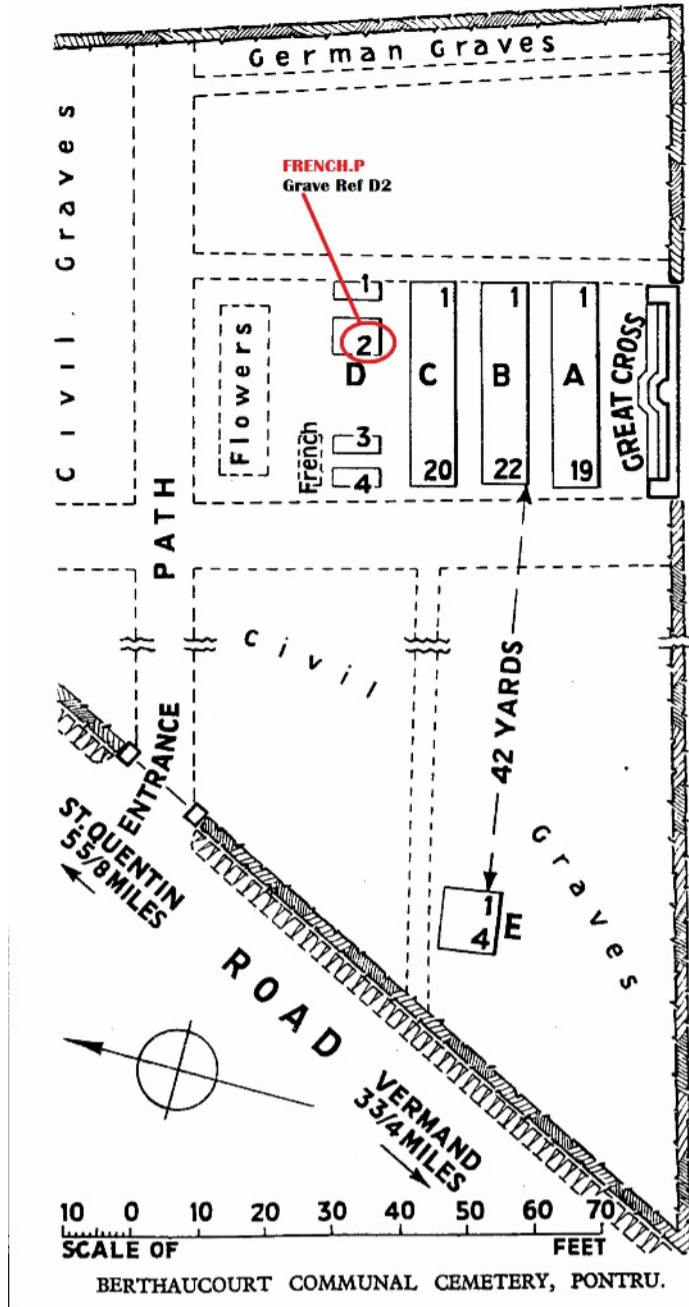 German Graves
Civil Graves
FRENCH.P
Grave Ref D2
1
1
1
1
2
D
C
B
A
GREAT CROSS
Flowers
French
3
4
20
22
19
PATH
Civil
Graves
42 YARDS
ENTRANCE
ST. QUENTIN
5 5/8 MILES
1
4
E
ROAD
VERMAND
3 3/4 MILES
10 0 10 20 30 40 50 60 70
SCALE OF FEET
BERTHAUCOURT COMMUNAL CEMETERY, PONTRU.